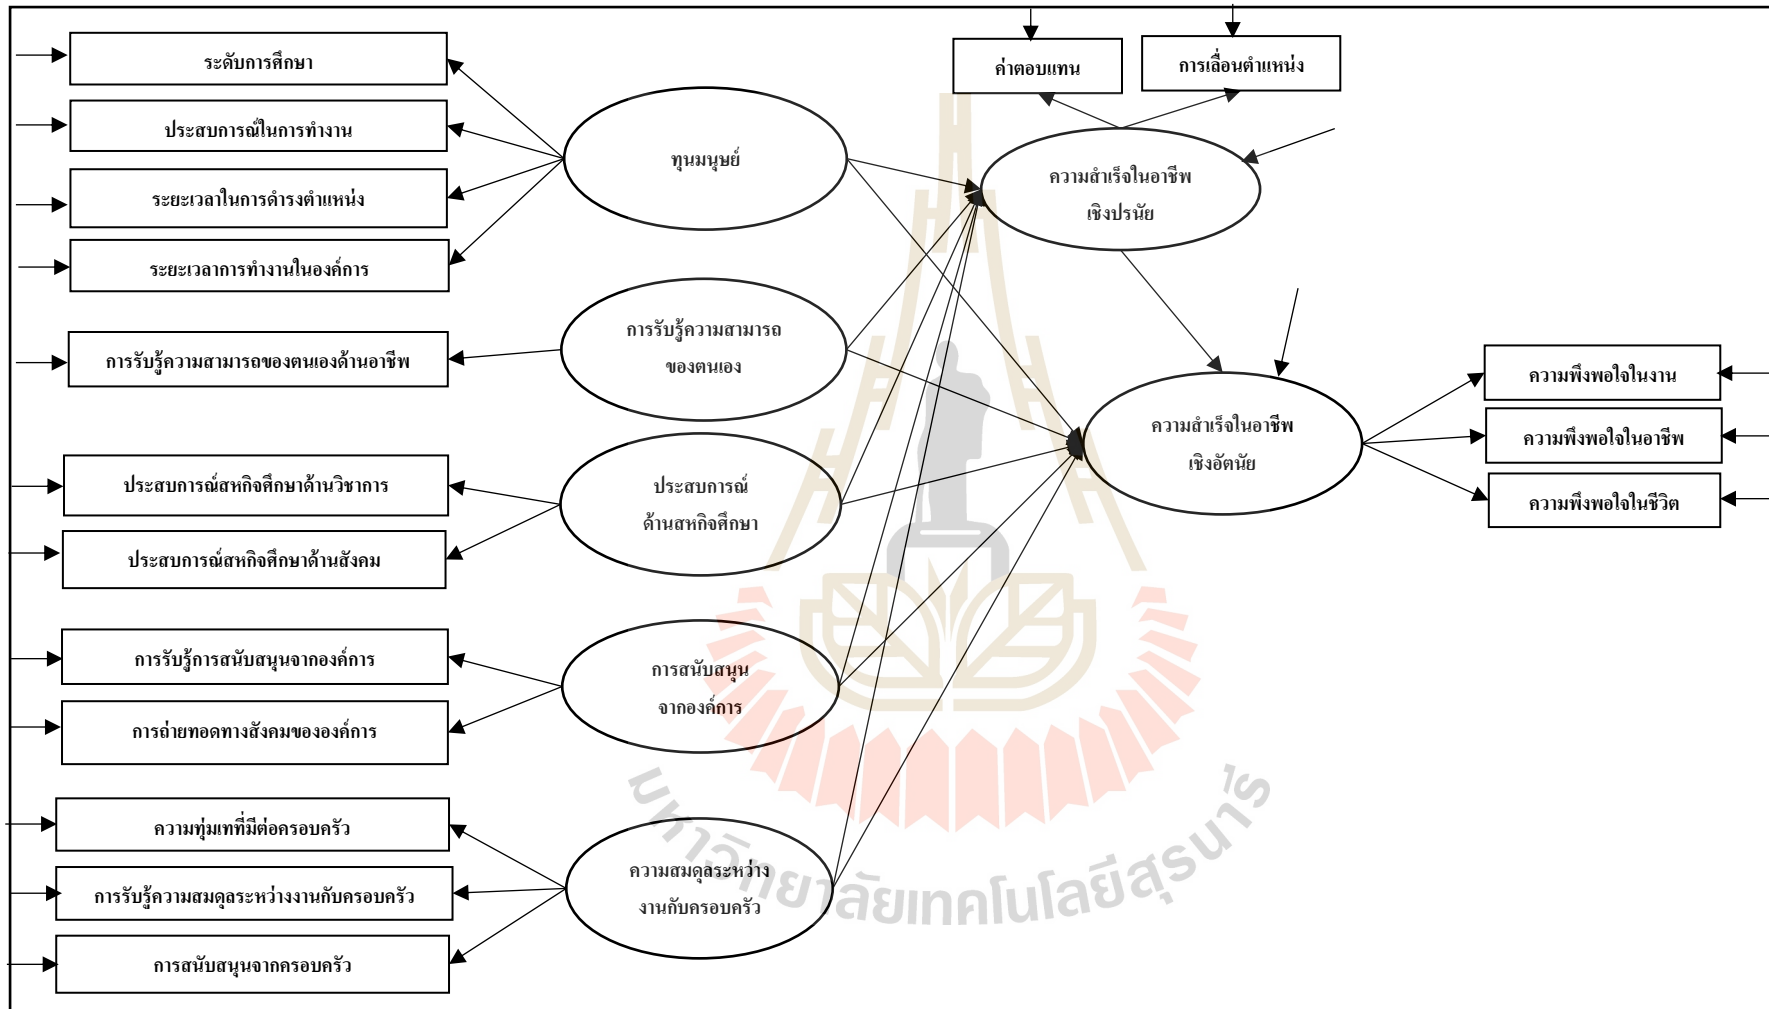 ระดับการศึกษา
ประสบการณ์ในการทำงาน
ระยะเวลาในการดำรงตำแหน่ง
ระยะเวลาการทำงานในองค์การ
การรับรู้ความสามารถของตนเองด้านอาชีพ
ประสบการณ์สหกิจศึกษาด้านวิชาการ
ประสบการณ์สหกิจศึกษาด้านสังคม
การรับรู้การสนับสนุนจากองค์การ
การถ่ายทอดทางสังคมขององค์การ
ความทุ่มเทที่มีต่อครอบครัว
การรับรู้ความสมดุลระหว่างงานกับครอบครัว
การสนับสนุนจากครอบครัว
ทุนมนุษย์
การรับรู้ความสามารถ
ของตนเอง
ประสบการณ์
ด้านสหกิจศึกษา
การสนับสนุน
จากองค์การ
ความสมดุลระหว่าง
งานกับครอบครัว
ค่าตอบแทน
การเลื่อนตำแหน่ง
ความสำเร็จในอาชีพ
เชิงปรนัย
ความสำเร็จในอาชีพ
เชิงอัตนัย
ความพึงพอใจในงาน
ความพึงพอใจในอาชีพ
ความพึงพอใจในชีวิต
มหาวิทยาลัยเทคโนโลยีสุรนารี